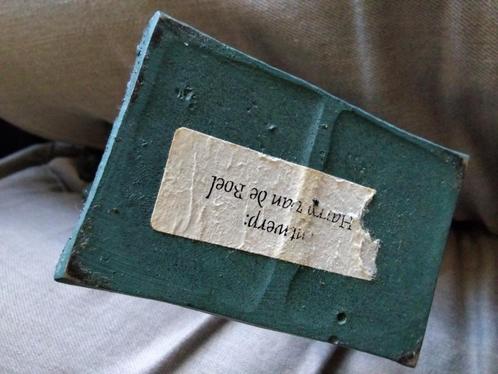 ntwerp:
Harry van de Boel